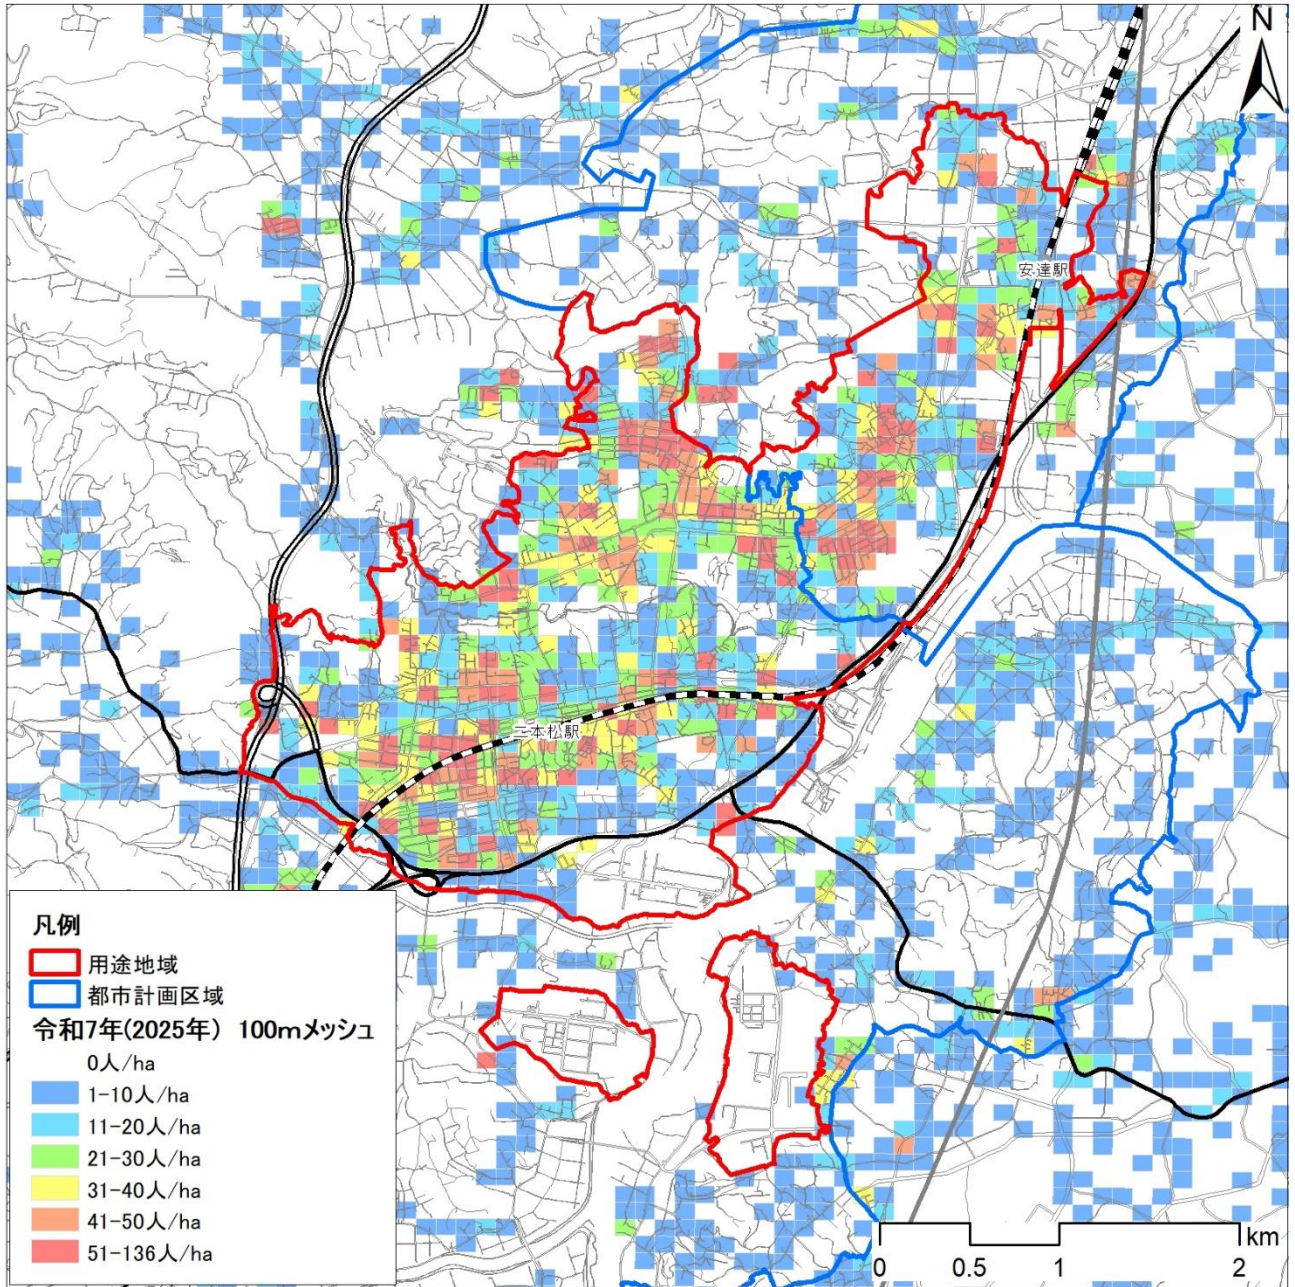 N
安達駅
二本松駅
凡例
用途地域
都市計画区域
令和7年(2025年) 100mメッシュ
0人/ha
1-10人/ha
11-20人/ha
21-30人/ha
31-40人/ha
41-50人/ha
51-136人/ha
0 0.5 1 2 km